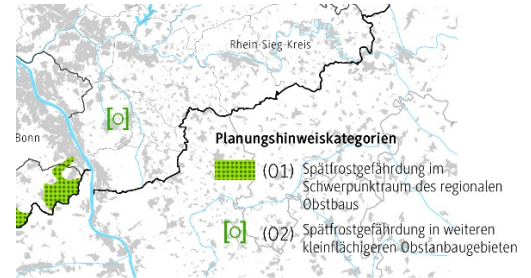 Rhein-Sieg-Kreis
Bonn
Planungshinweiskategorien
(O1) Spätfrostgefährdung im
Schwerpunktraum des regionalen
Obstbaus
(O2) Spätfrostgefährdung in weiteren
kleinflächigeren Obstanbaugebieten